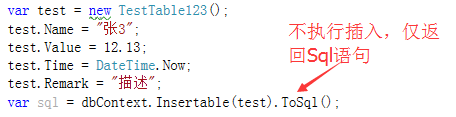 var test = new TestTable123();
test.Name = "张3";
test.Value = 12.13;
test.Time = DateTime.Now;
test.Remark = "描述";
var sql = dbContext.Insertable(test).ToSql();
不执行插入，仅返
回Sql语句